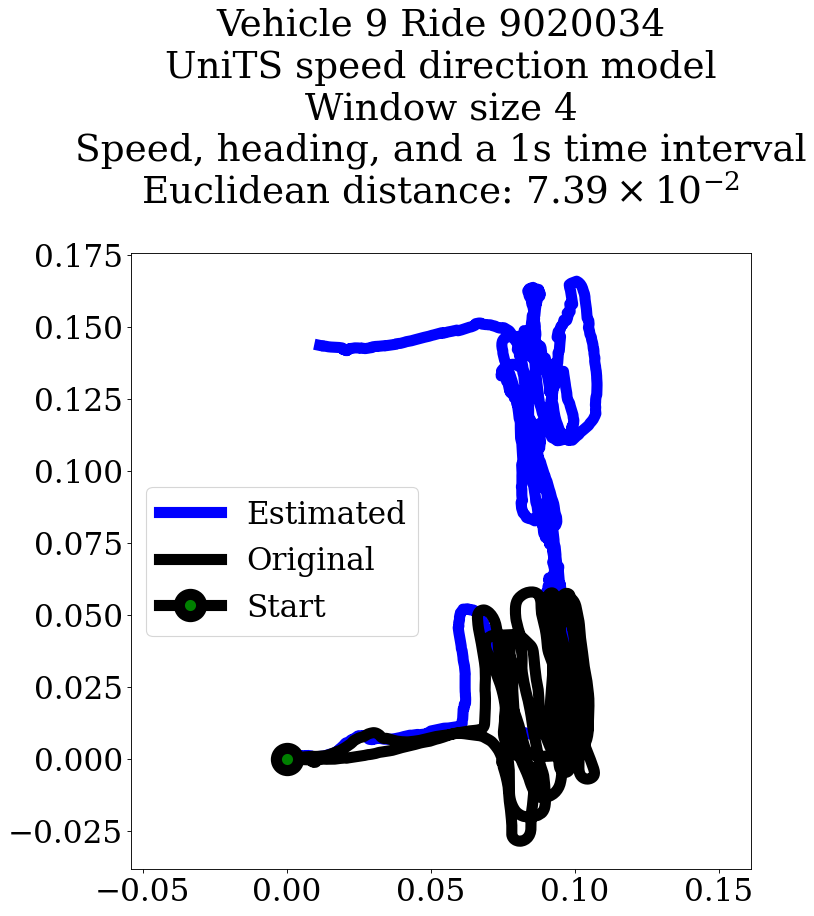 Vehicle 9 Ride 9020034
UniTS speed direction model
Window size 4
Speed, heading, and a 1s time interval
Euclidean distance: 7.39 × 10⁻²
0.175
0.150
0.125
0.100
0.075
0.050
0.025
0.000
−0.025
Estimated
Original
Start
−0.05 0.00 0.05 0.10 0.15